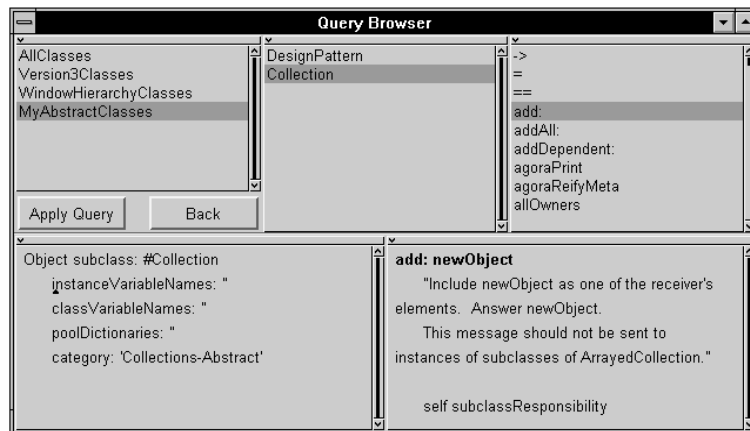 Query Browser
AllClasses
Version3Classes
WindowHierarchyClasses
MyAbstractClasses
Apply Query
Back
DesignPattern
Collection
->
=
==
add:
addAll:
addDependent:
agoraPrint
agoraReifyMeta
allOwners
Object subclass: #Collection
instanceVariableNames: ''
classVariableNames: ''
poolDictionaries: ''
category: 'Collections-Abstract'
add: newObject
"Include newObject as one of the receiver's
elements. Answer newObject.
This message should not be sent to
instances of subclasses of ArrayedCollection."
self subclassResponsibility